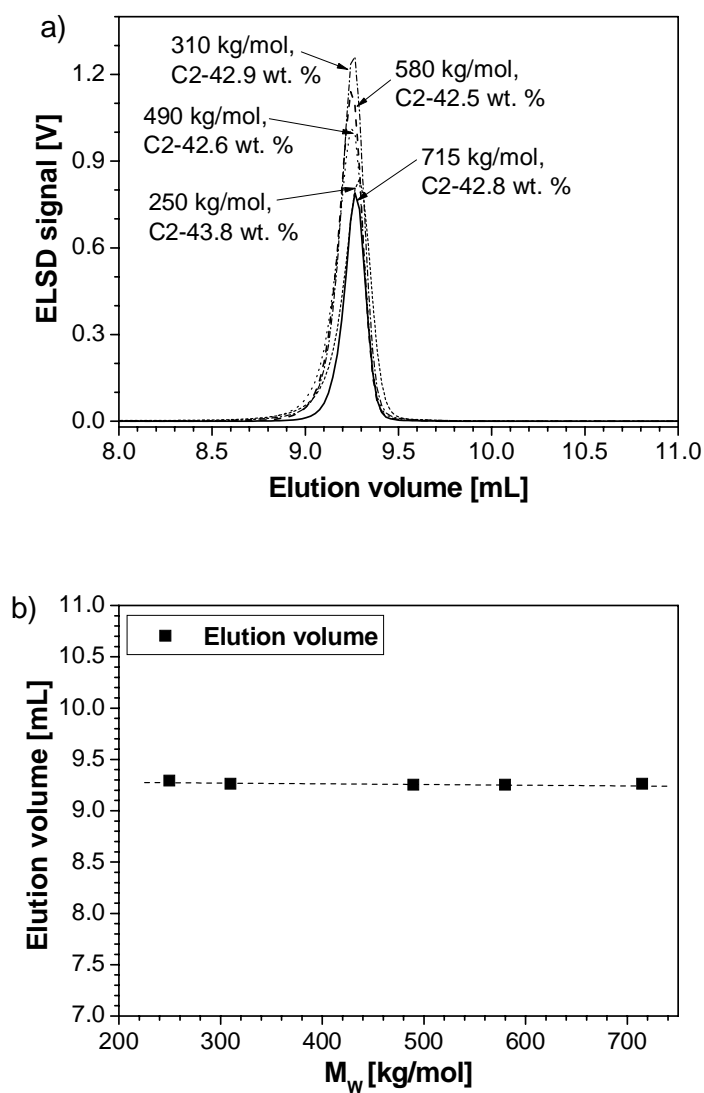 a)
310 kg/mol,
C2-42.9 wt. %
580 kg/mol,
C2-42.5 wt. %
490 kg/mol,
C2-42.6 wt. %
715 kg/mol,
C2-42.8 wt. %
250 kg/mol,
C2-43.8 wt. %
1.2
0.9
0.6
0.3
0.0
ELSD signal [V]
8.0 8.5 9.0 9.5 10.0 10.5 11.0
Elution volume [mL]
b)
Elution volume
11.0
10.5
10.0
9.5
9.0
8.5
8.0
7.5
7.0
Elution volume [mL]
200 300 400 500 600 700
Mw [kg/mol]